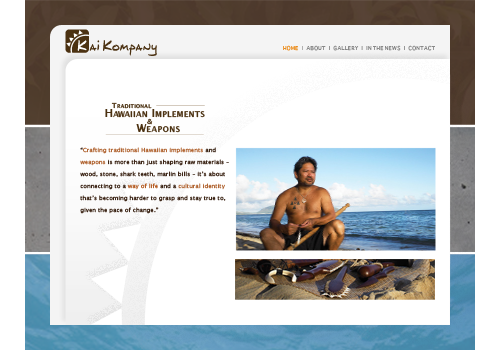 Kai Kompany
HOME | ABOUT | GALLERY | IN THE NEWS | CONTACT
TRADITIONAL
HAWAIIAN IMPLEMENTS
&
WEAPONS
"Crafting traditional Hawaiian implements and
weapons is more than just shaping raw materials –
wood, stone, shark teeth, marlin bills – it's about
connecting to a way of life and a cultural identity
that's becoming harder to grasp and stay true to,
given the pace of change."